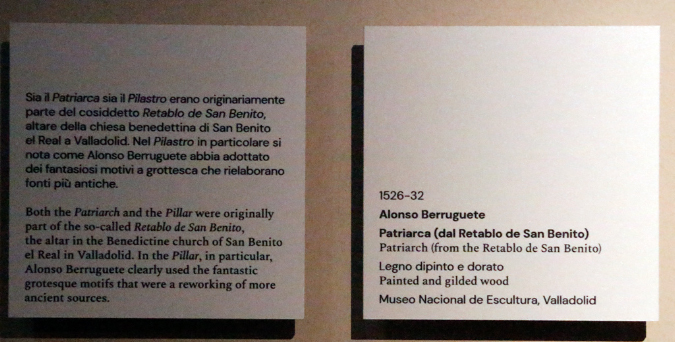 Sia il Patriarca sia il Pilastro erano originariamente
parte del cosiddetto Retablo de San Benito,
altare della chiesa benedettina di San Benito
el Real a Valladolid. Nel Pilastro in particolare si
nota come Alonso Berruguete abbia adottato
dei fantasiosi motivi a grottesca che rielaborano
fonti più antiche.
Both the Patriarch and the Pillar were originally
part of the so-called Retablo de San Benito,
the altar in the Benedictine church of San Benito
el Real in Valladolid. In the Pillar, in particular,
Alonso Berruguete clearly used the fantastic
grotesque motifs that were a reworking of more
ancient sources.
1526–32
Alonso Berruguete
Patriarca (dal Retablo de San Benito)
Patriarch (from the Retablo de San Benito)
Legno dipinto e dorato
Painted and gilded wood
Museo Nacional de Escultura, Valladolid